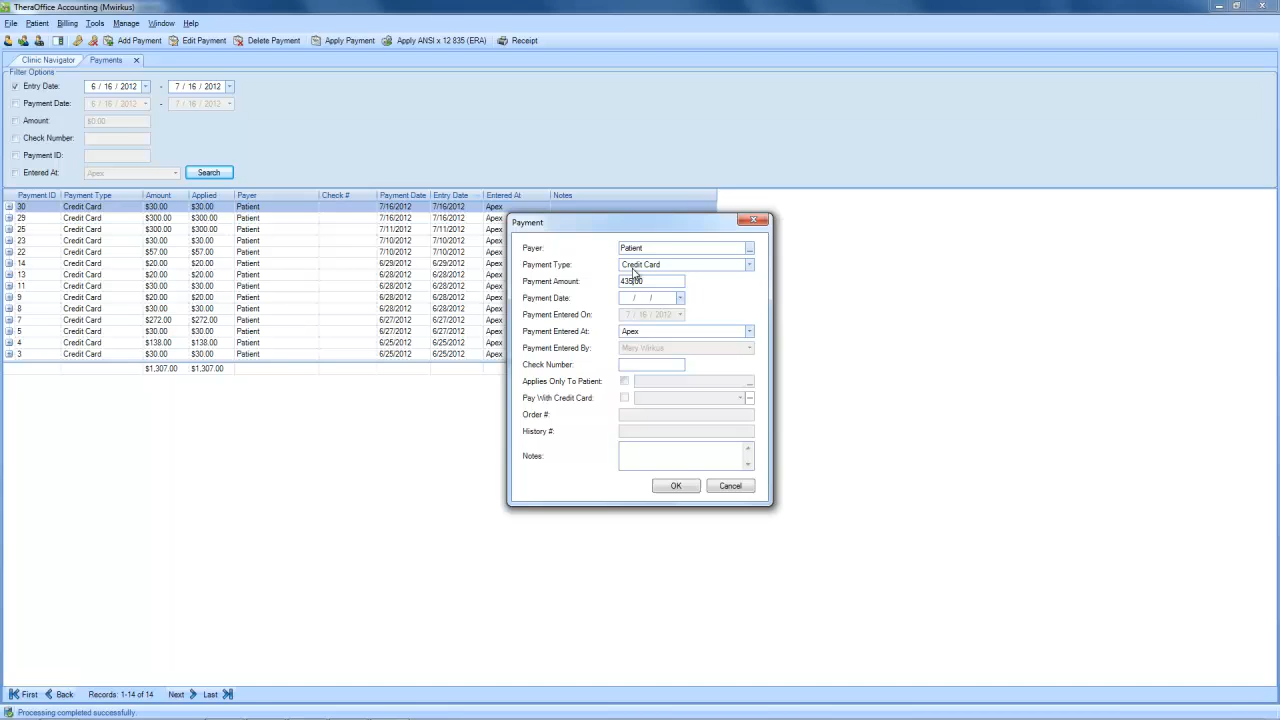 TheraOffice Accounting (Mwirkus)
File Patient Billing Tools Manage Window Help
Add Payment Edit Payment Delete Payment Apply Payment Apply ANSI x 12 835 (ERA) Receipt
Clinic Navigator Payments
Filter Options
Entry Date: 6 / 16 / 2012 - 7 / 16 / 2012
Payment Date: 6 / 16 / 2012 - 7 / 16 / 2012
Amount: $0.00
Check Number:
Payment ID:
Entered At: Apex Search
Payment ID Payment Type Amount Applied Payer Check # Payment Date Entry Date Entered At Notes
30 Credit Card $30.00 $30.00 Patient 7/16/2012 7/16/2012 Apex
29 Credit Card $300.00 $300.00 Patient 7/16/2012 7/16/2012 Apex
25 Credit Card $300.00 $300.00 Patient 7/11/2012 7/11/2012 Apex
23 Credit Card $30.00 $30.00 Patient 7/10/2012 7/10/2012 Apex
22 Credit Card $57.00 $57.00 Patient 7/10/2012 7/10/2012 Apex
14 Credit Card $20.00 $20.00 Patient 6/29/2012 6/29/2012 Apex
13 Credit Card $20.00 $20.00 Patient 6/28/2012 6/28/2012 Apex
11 Credit Card $30.00 $30.00 Patient 6/28/2012 6/28/2012 Apex
9 Credit Card $20.00 $20.00 Patient 6/28/2012 6/28/2012 Apex
8 Credit Card $30.00 $30.00 Patient 6/28/2012 6/28/2012 Apex
7 Credit Card $272.00 $272.00 Patient 6/27/2012 6/27/2012 Apex
5 Credit Card $30.00 $30.00 Patient 6/27/2012 6/27/2012 Apex
4 Credit Card $138.00 $138.00 Patient 6/25/2012 6/25/2012 Apex
3 Credit Card $30.00 $30.00 Patient 6/25/2012 6/25/2012 Apex
$1,307.00 $1,307.00
Payment
Payer: Patient
Payment Type: Credit Card
Payment Amount: 435.00
Payment Date: / /
Payment Entered On: 7 / 16 / 2012
Payment Entered At: Apex
Payment Entered By: Mary Wirkus
Check Number:
Applies Only To Patient:
Pay With Credit Card:
Order #:
History #:
Notes:
OK Cancel
First Back Records: 1-14 of 14 Next Last
Processing completed successfully.